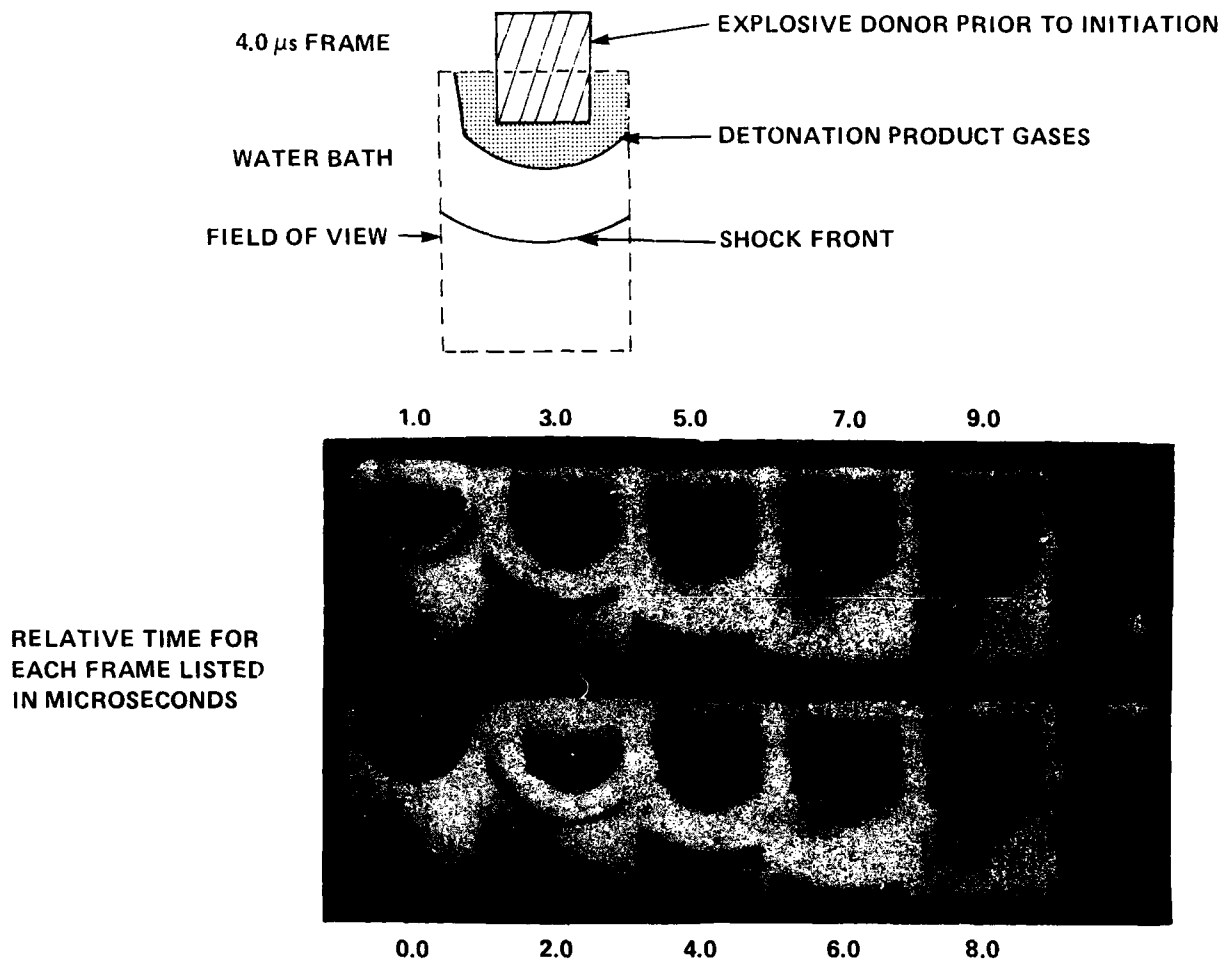 4.0 μs FRAME
EXPLOSIVE DONOR PRIOR TO INITIATION
DETONATION PRODUCT GASES
WATER BATH
FIELD OF VIEW
SHOCK FRONT
1.0 3.0 5.0 7.0 9.0
RELATIVE TIME FOR
EACH FRAME LISTED
IN MICROSECONDS
0.0 2.0 4.0 6.0 8.0